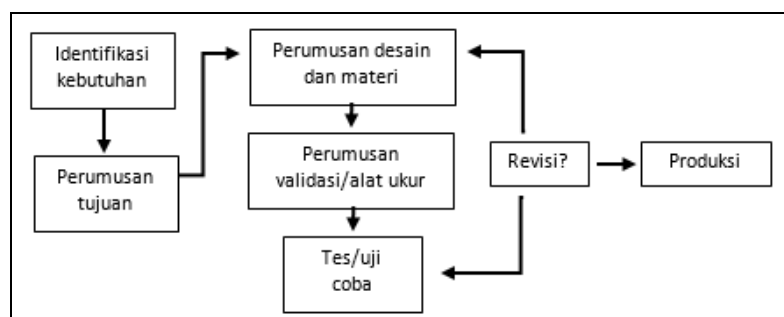 Identifikasi
kebutuhan
Perumusan
tujuan
Perumusan desain
dan materi
Perumusan
validasi/alat ukur
Tes/uji
coba
Revisi?
Produksi